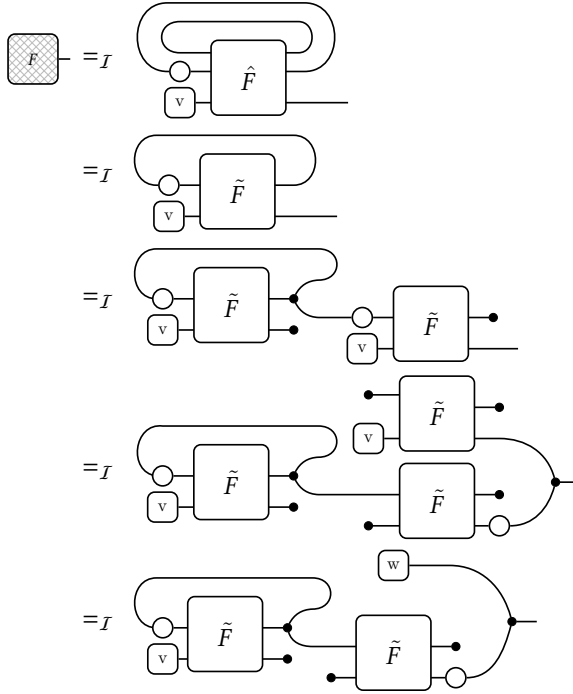 F =_I F̂ v
=_I F̃ v
=_I F̃ v F̃ v
F̃ v
=_I F̃ v F̃
w
=_I F̃ v F̃